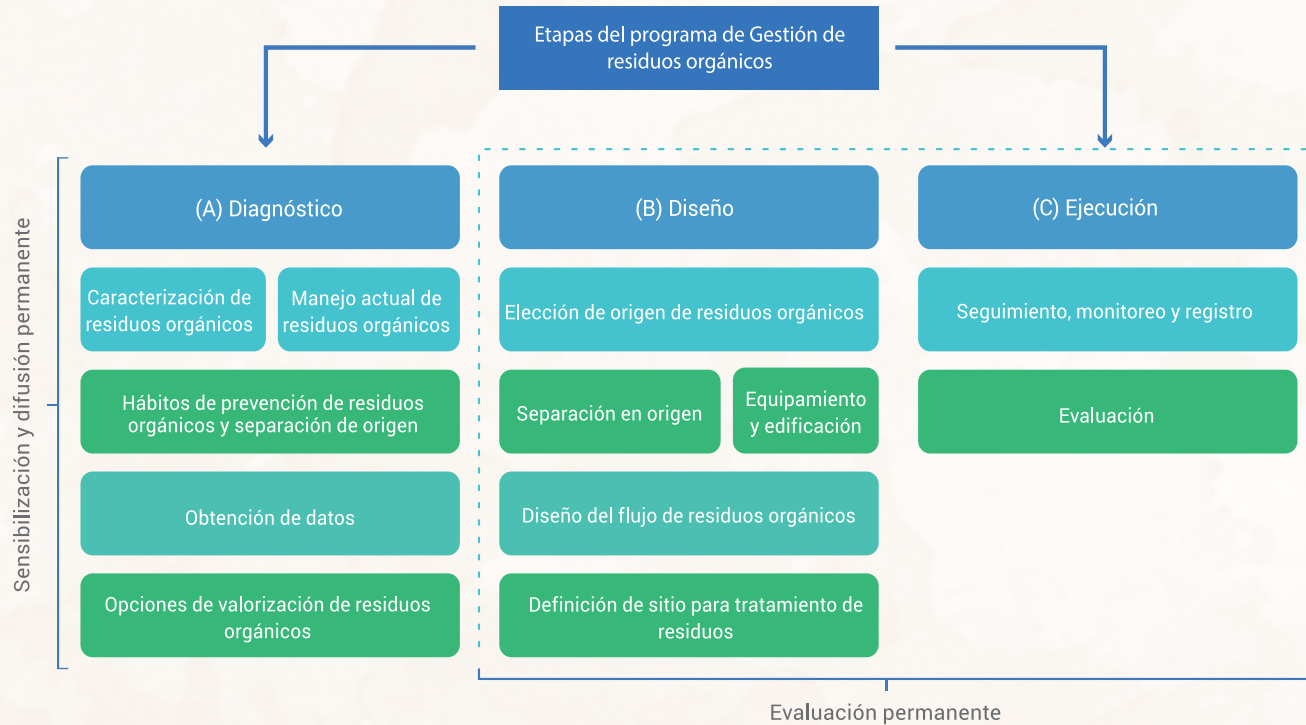 Etapas del programa de Gestión de
residuos orgánicos
Sensibilización y difusión permanente
(A) Diagnóstico
Caracterización de
residuos orgánicos
Manejo actual de
residuos orgánicos
Hábitos de prevención de residuos
orgánicos y separación de origen
Obtención de datos
Opciones de valorización de residuos
orgánicos
(B) Diseño
Elección de origen de residuos orgánicos
Separación en origen
Equipamiento
y edificación
Diseño del flujo de residuos orgánicos
Definición de sitio para tratamiento de
residuos
(C) Ejecución
Seguimiento, monitoreo y registro
Evaluación
Evaluación permanente